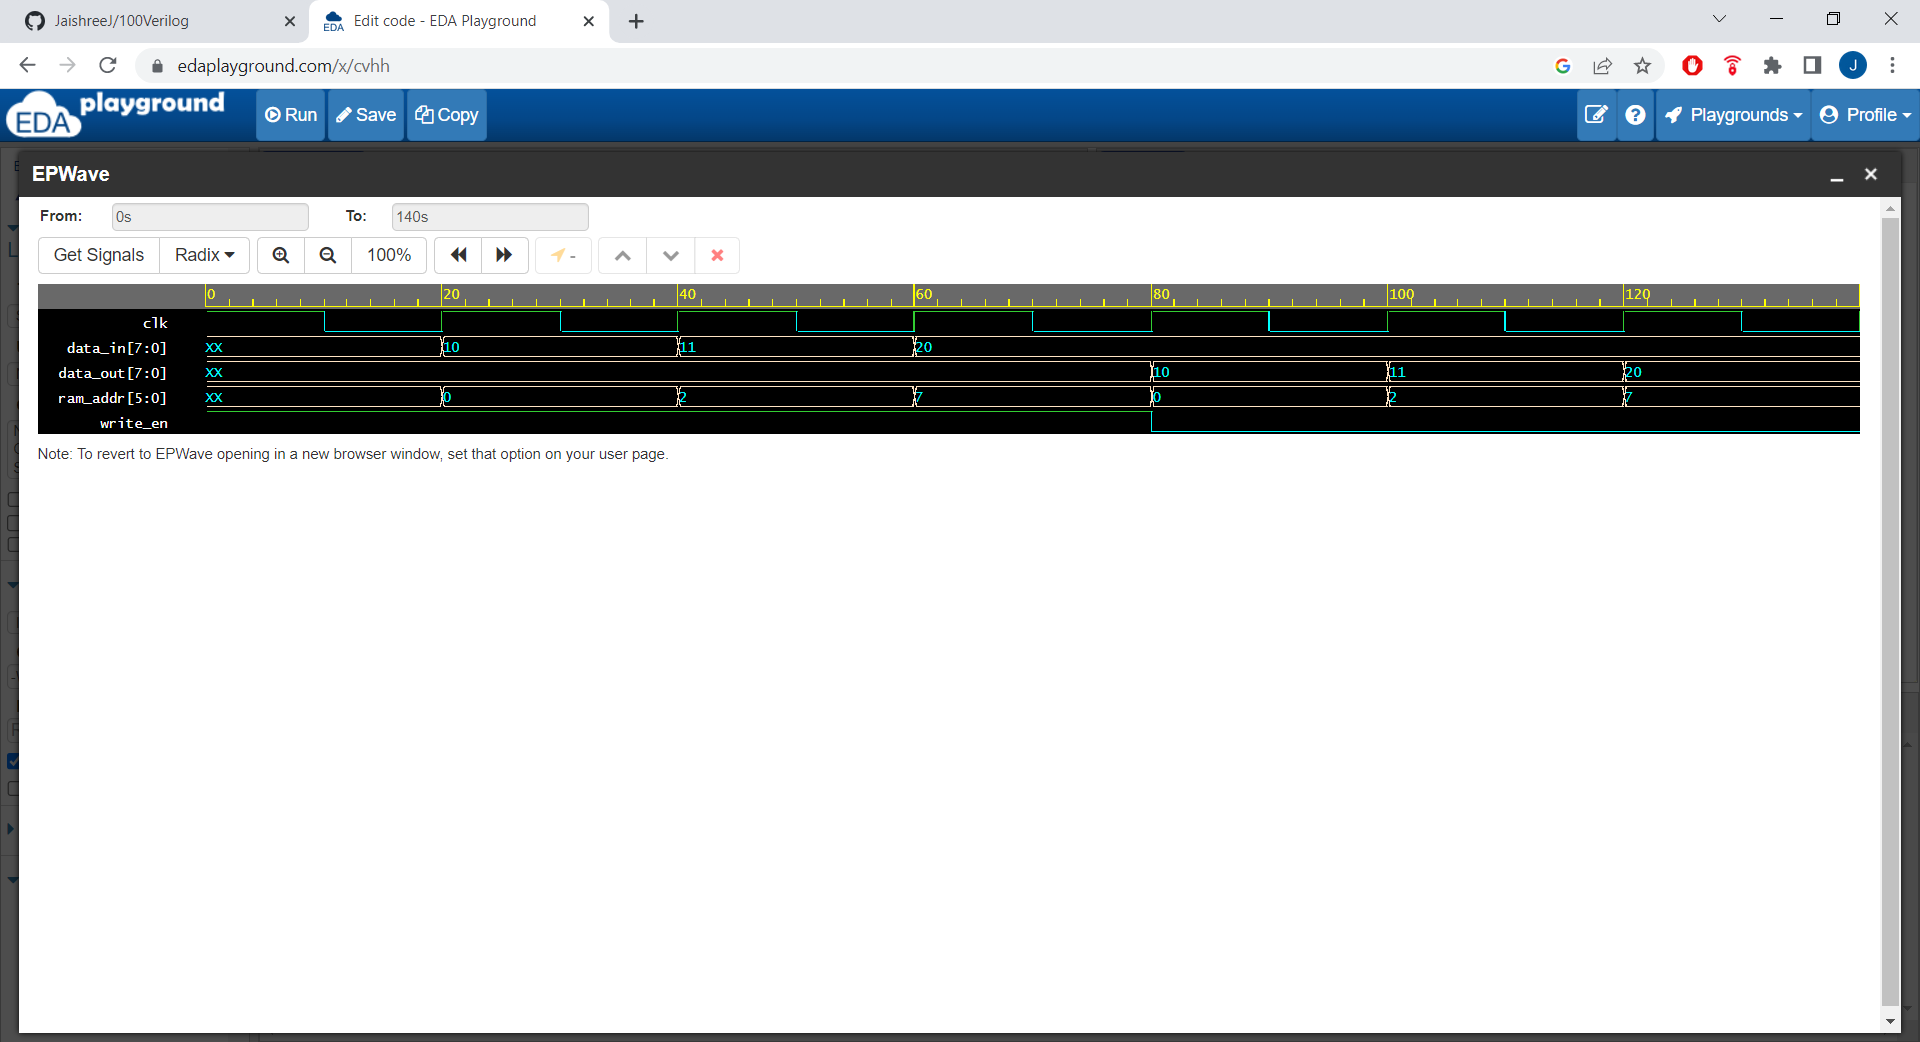 JaishreeJ/100Verilog
EDA Edit code - EDA Playground
edaplayground.com/x/cvhh
J
EDA playground
Run Save Copy
Playgrounds Profile
EPWave
From: 0s To: 140s
Get Signals Radix 100% -
0 20 40 60 80 100 120
clk
data_in[7:0] XX 10 11 20
data_out[7:0] XX 10 11 20
ram_addr[5:0] XX 0 2 7 0 2 7
write_en
Note: To revert to EPWave opening in a new browser window, set that option on your user page.